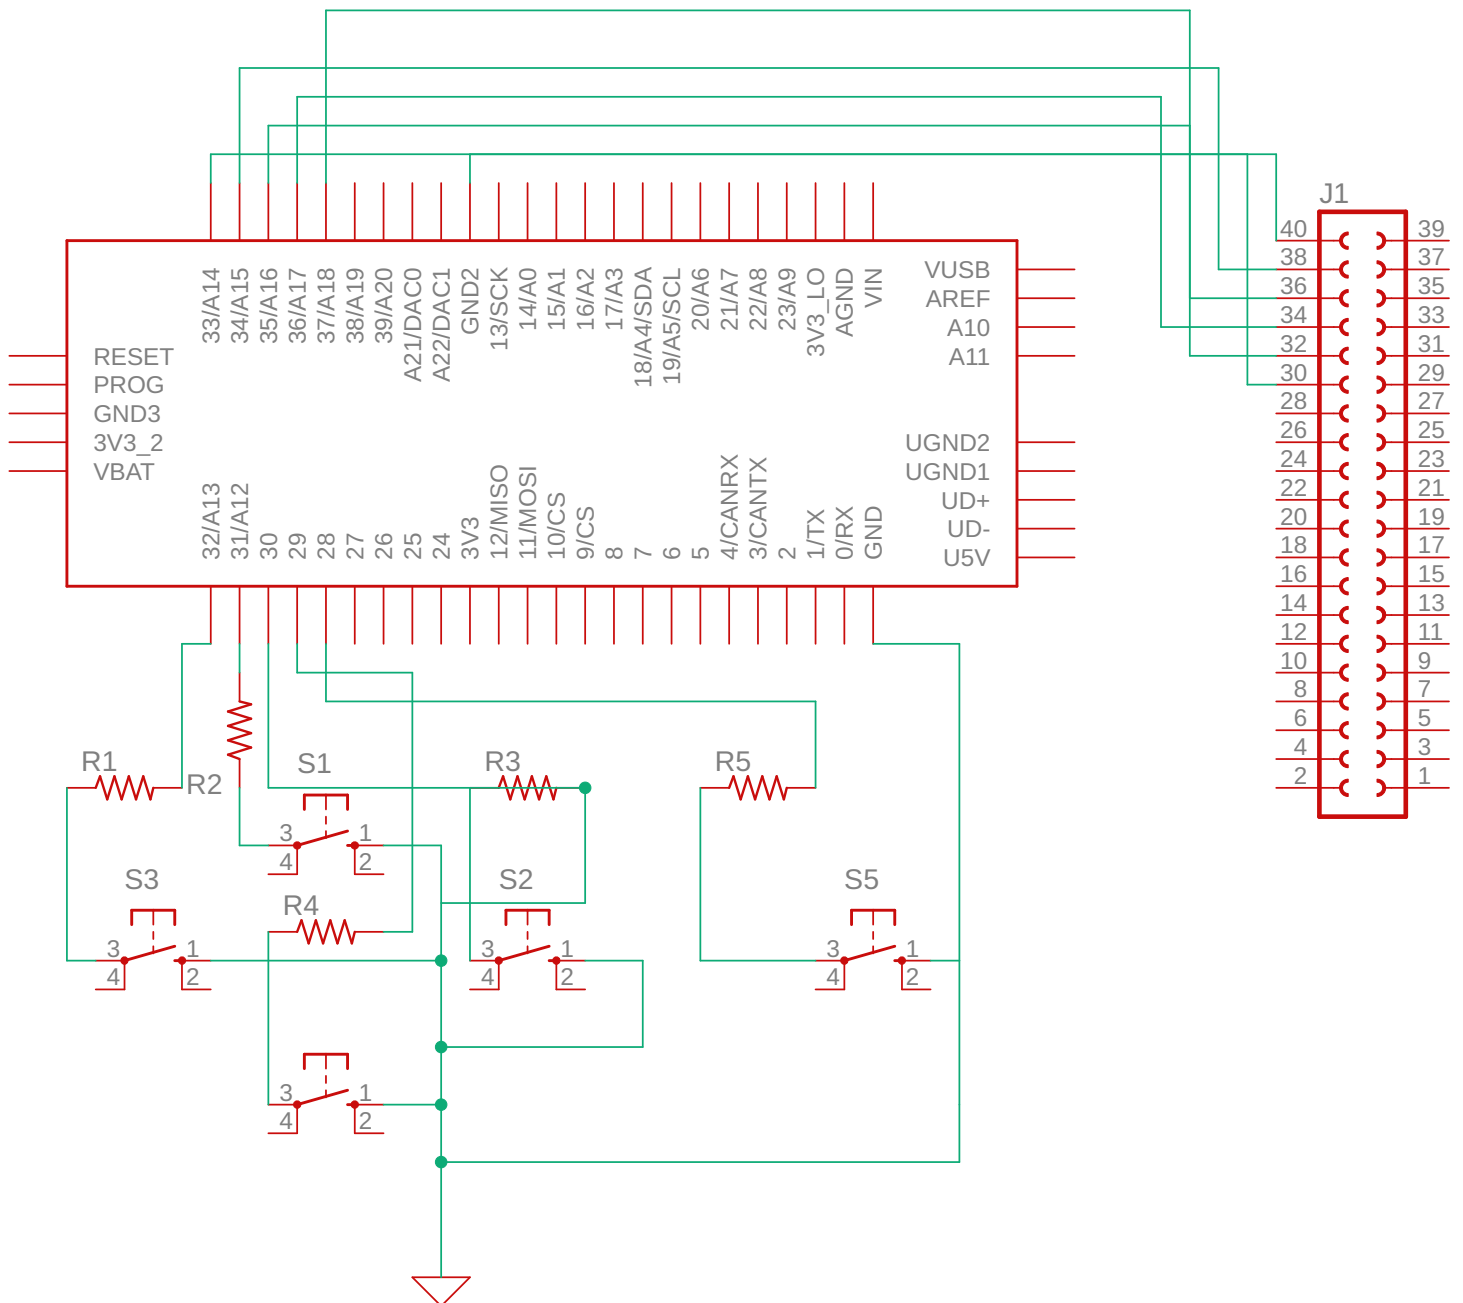 J1
33/A14
34/A15
35/A16
36/A17
37/A18
38/A19
39/A20
A21/DAC0
A22/DAC1
GND2
13/SCK
14/A0
15/A1
16/A2
17/A3
18/A4/SDA
19/A5/SCL
20/A6
21/A7
22/A8
23/A9
3V3_LO
AGND
VIN
VUSB
AREF
A10
A11
RESET
PROG
GND3
3V3_2
VBAT
UGND2
UGND1
UD+
UD-
U5V
32/A13
31/A12
30
29
28
27
26
25
24
3V3
12/MISO
11/MOSI
10/CS
9/CS
8
7
6
5
4/CANRX
3/CANTX
2
1/TX
0/RX
GND
40 39
38 37
36 35
34 33
32 31
30 29
28 27
26 25
24 23
22 21
20 19
18 17
16 15
14 13
12 11
10 9
8 7
6 5
4 3
2 1
R1
R2
S1
R3
R5
3 1
4 2
S3
R4
S2
S5
3 1
4 2
3 1
4 2
3 1
4 2
3 1
4 2